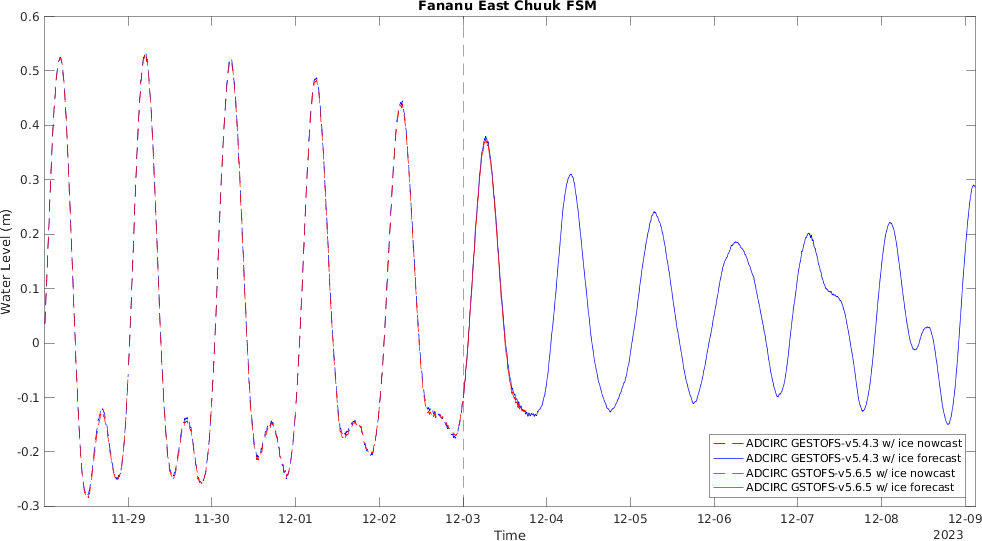 Fananu East Chuuk FSM
0.6
0.5
0.4
0.3
0.2
0.1
0
-0.1
-0.2
-0.3
Water Level (m)
11-29 11-30 12-01 12-02 12-03 12-04 12-05 12-06 12-07 12-08 12-09
2023
Time
ADCIRC GESTOFS-v5.4.3 w/ ice nowcast
ADCIRC GESTOFS-v5.4.3 w/ ice forecast
ADCIRC GSTOFS-v5.6.5 w/ ice nowcast
ADCIRC GSTOFS-v5.6.5 w/ ice forecast